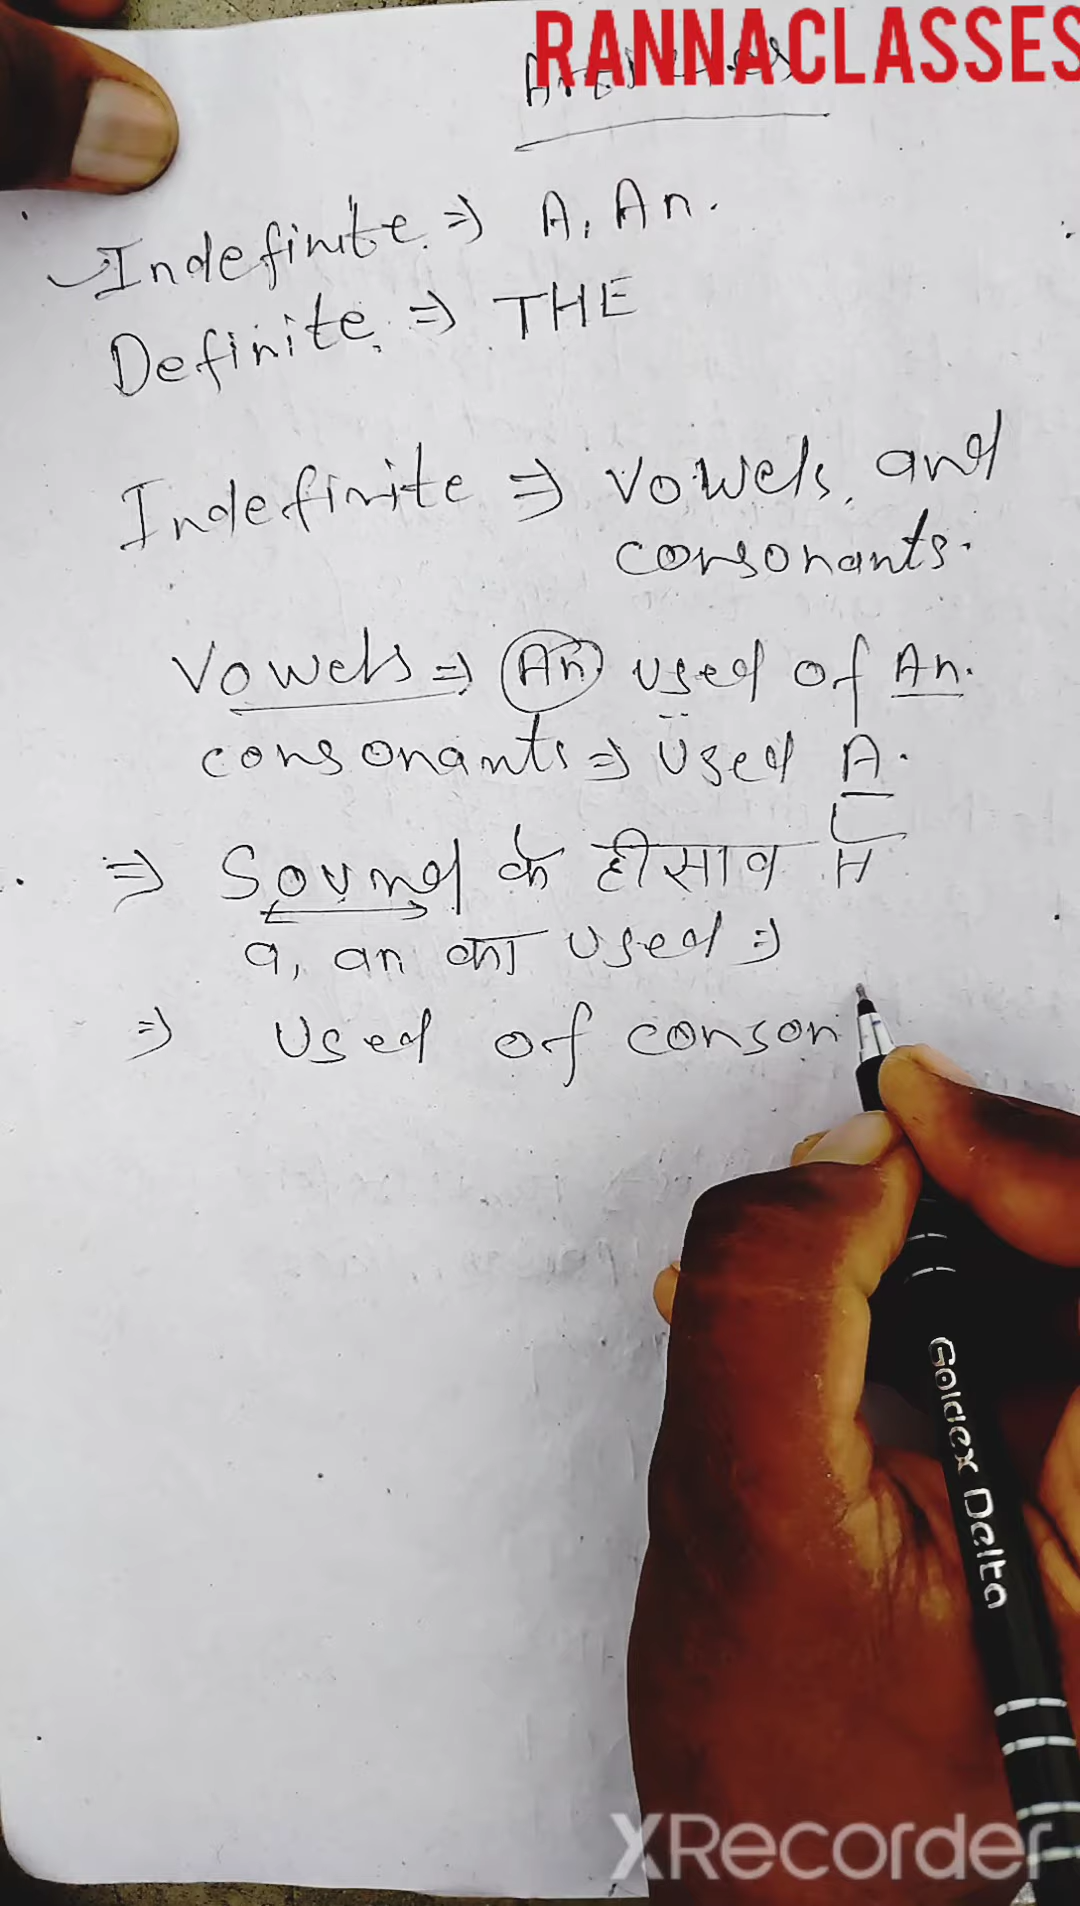 RANNACLASSES
Articles
Indefinite ⇒ A, An.
Definite ⇒ THE
Indefinite ⇒ Vowels, and
consonants.
Vowels ⇒ An used of An.
consonants ⇒ used A.
⇒ Sound के हीसाव में
a, an का used ⇒
⇒ Used of conson
Goldex Delta
XRecorder